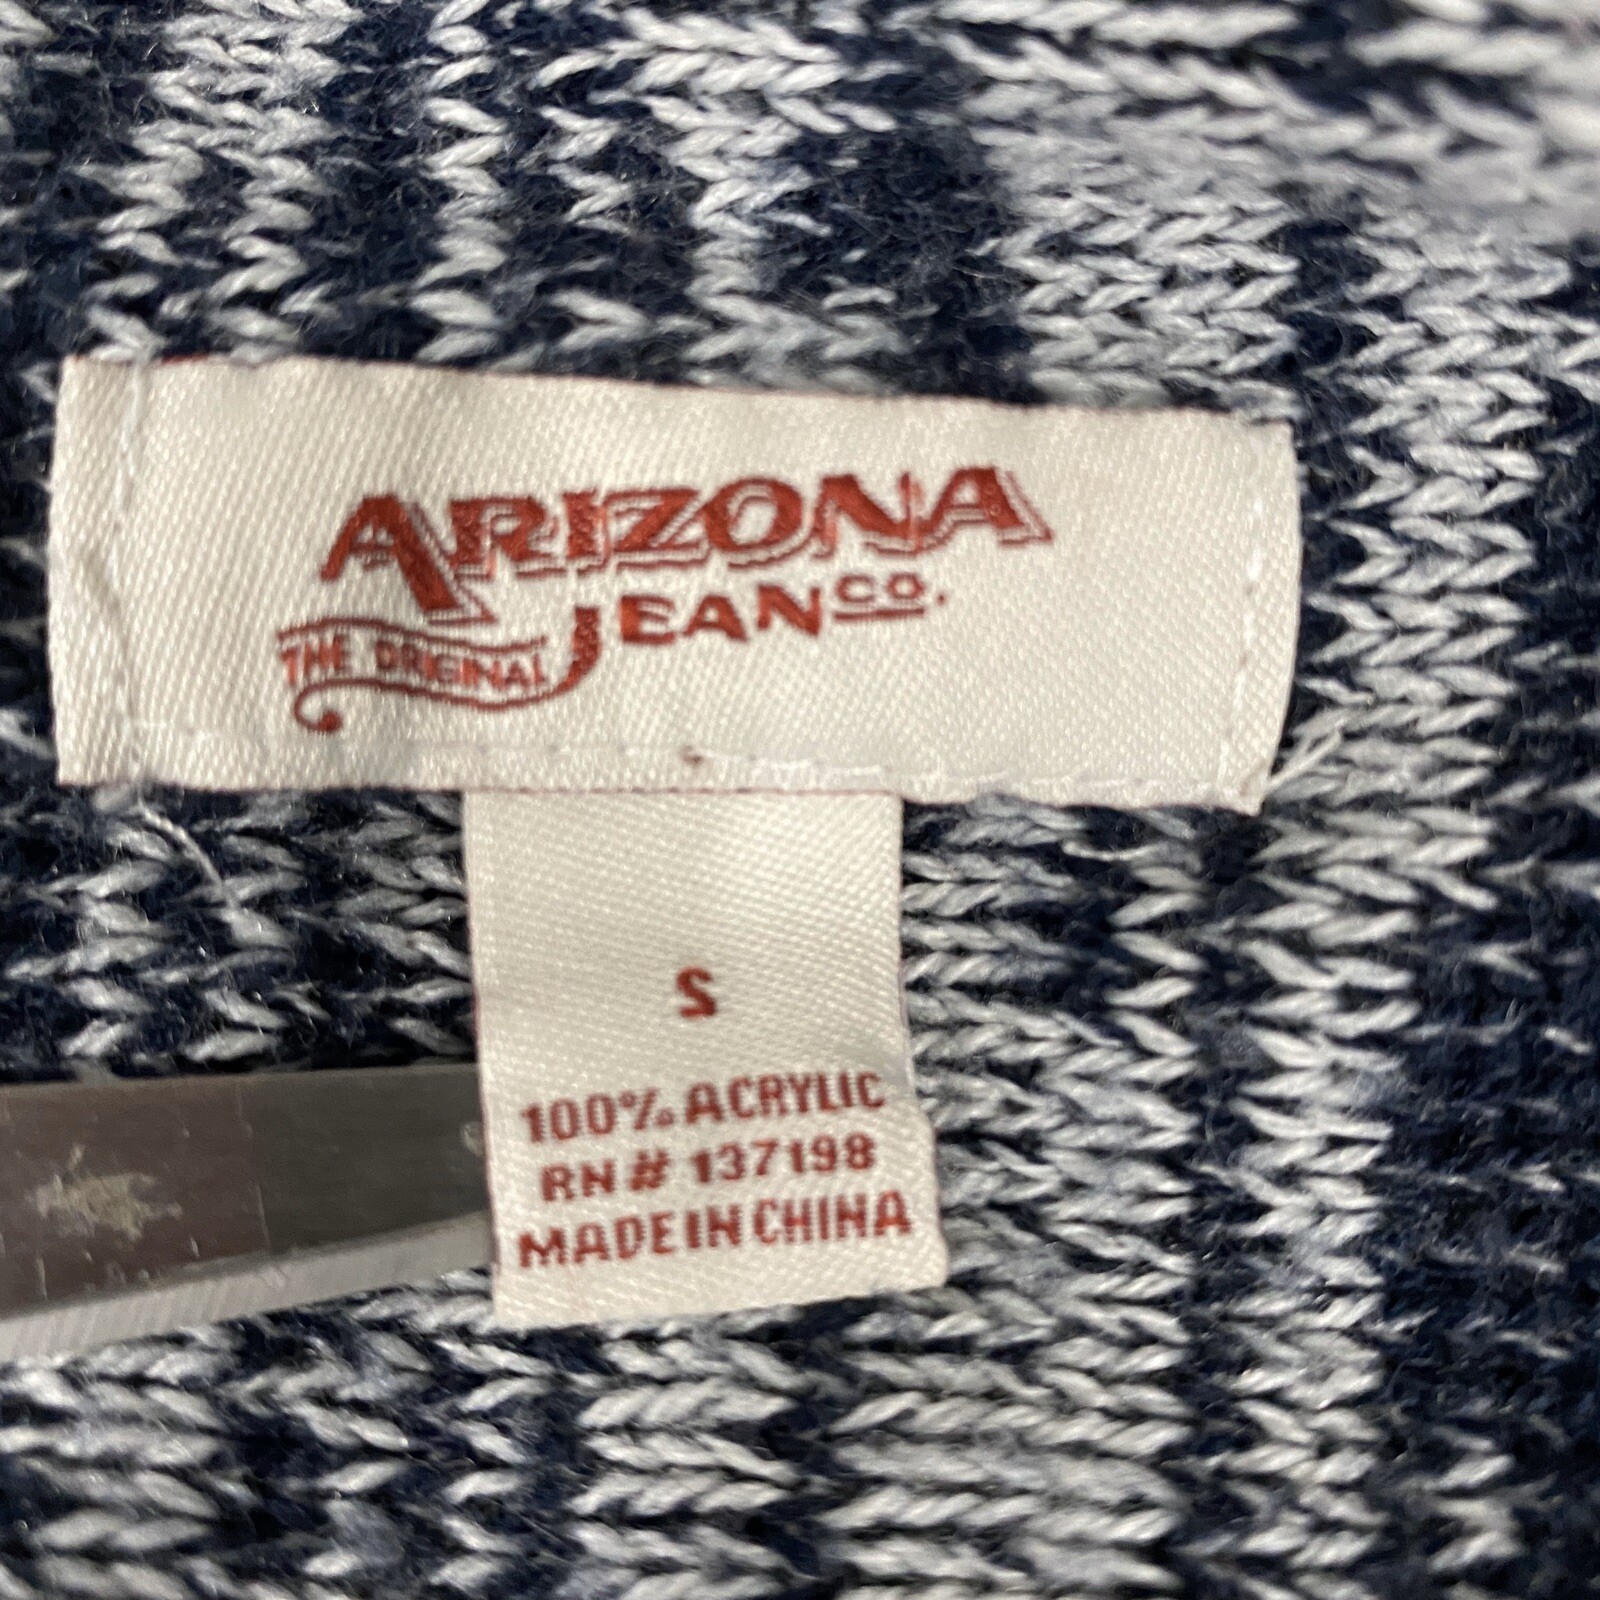 ARIZONA
JEAN CO.
THE ORIGINAL
S
100% ACRYLIC
RN# 137198
MADE IN CHINA